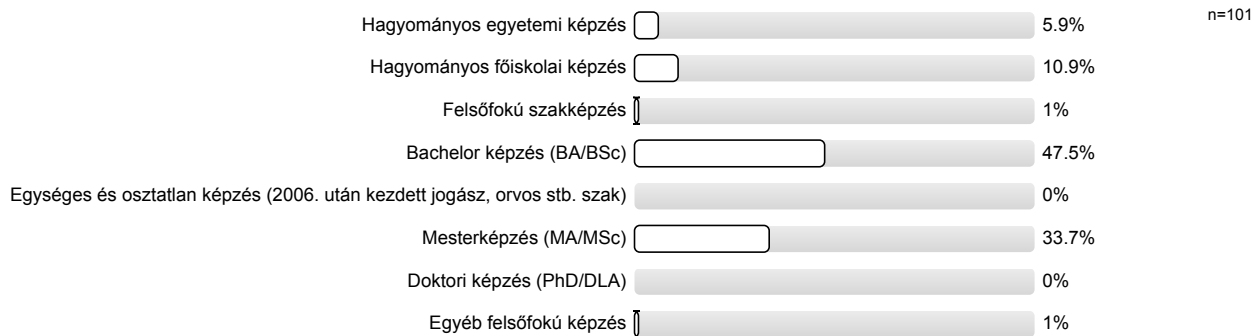 n=101
Hagyományos egyetemi képzés 5.9%
Hagyományos főiskolai képzés 10.9%
Felsőfokú szakképzés 1%
Bachelor képzés (BA/BSc) 47.5%
Egységes és osztatlan képzés (2006. után kezdett jogász, orvos stb. szak) 0%
Mesterképzés (MA/MSc) 33.7%
Doktori képzés (PhD/DLA) 0%
Egyéb felsőfokú képzés 1%